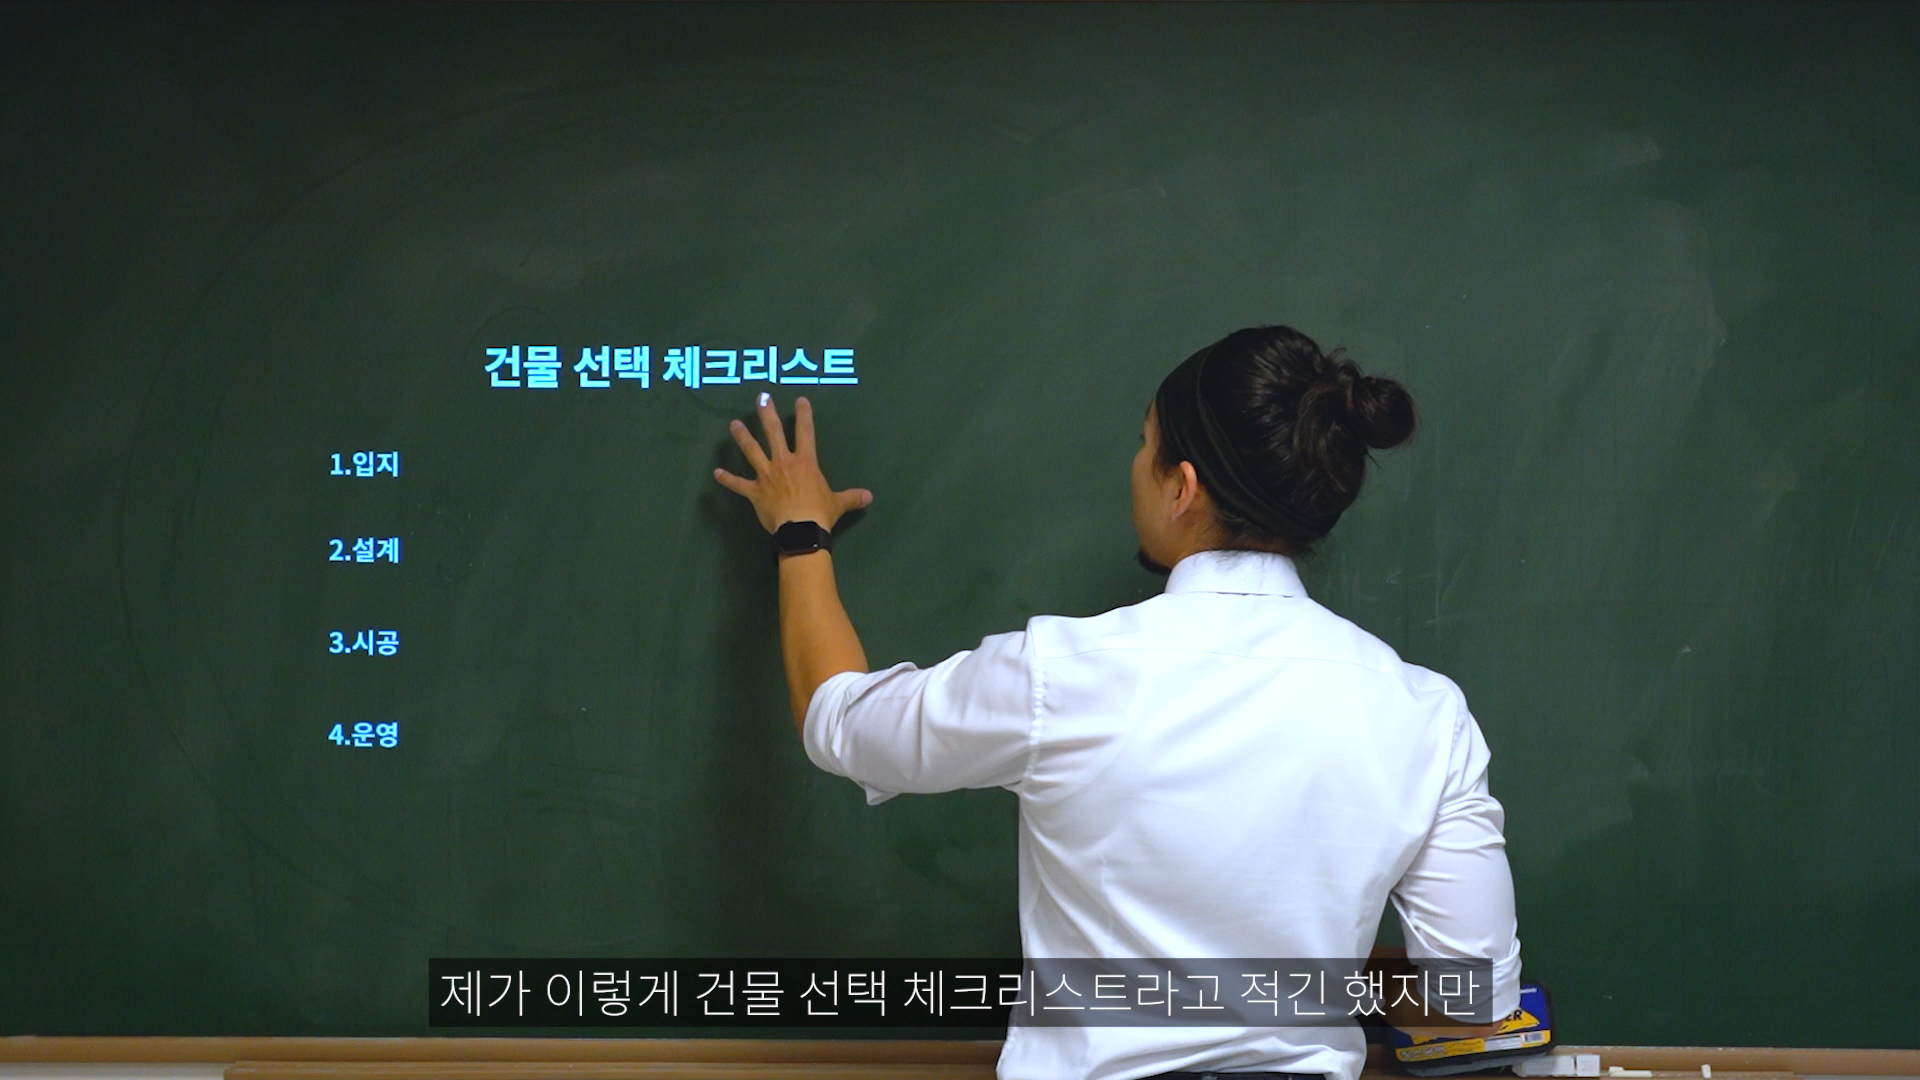 건물 선택 체크리스트
1.입지
2.설계
3.시공
4.운영
제가 이렇게 건물 선택 체크리스트라고 적긴 했지만